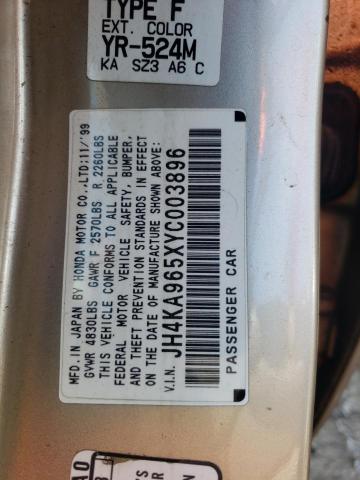 TYPE F
EXT. COLOR
YR-524M
KA SZ3 A6 C
MFD. IN JAPAN BY HONDA MOTOR CO., LTD; 11/'99
GVWR 4830LBS GAWR F 2570LBS R 2260LBS
THIS VEHICLE CONFORMS TO ALL APPLICABLE
FEDERAL MOTOR VEHICLE SAFETY, BUMPER,
AND THEFT PREVENTION STANDARDS IN EFFECT
ON THE DATE OF MANUFACTURE SHOWN ABOVE.
V.I.N. JH4KA965XYC003896
PASSENGER CAR